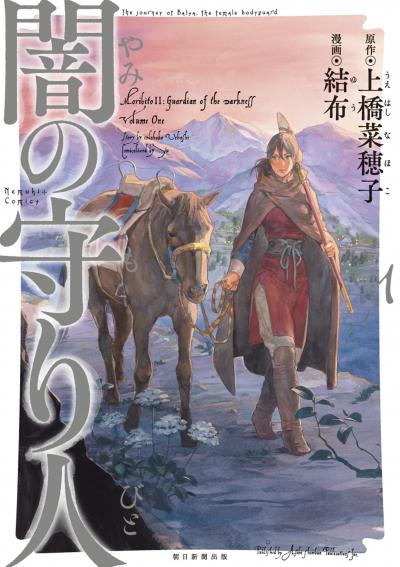 The journey of Balsa, the female bodyguard
闇の守り人
やみ
もり
びと
Moribito II: Guardian of the Darkness
Volume One
Story by Nahoko Uehashi
Comicalized by Yu
Nemuki+
Comics
原作●上橋菜穂子
うえはしなほこ
漫画●結布
ゆう
1
朝日新聞出版
Published by Asahi Shimbun Publications Inc.